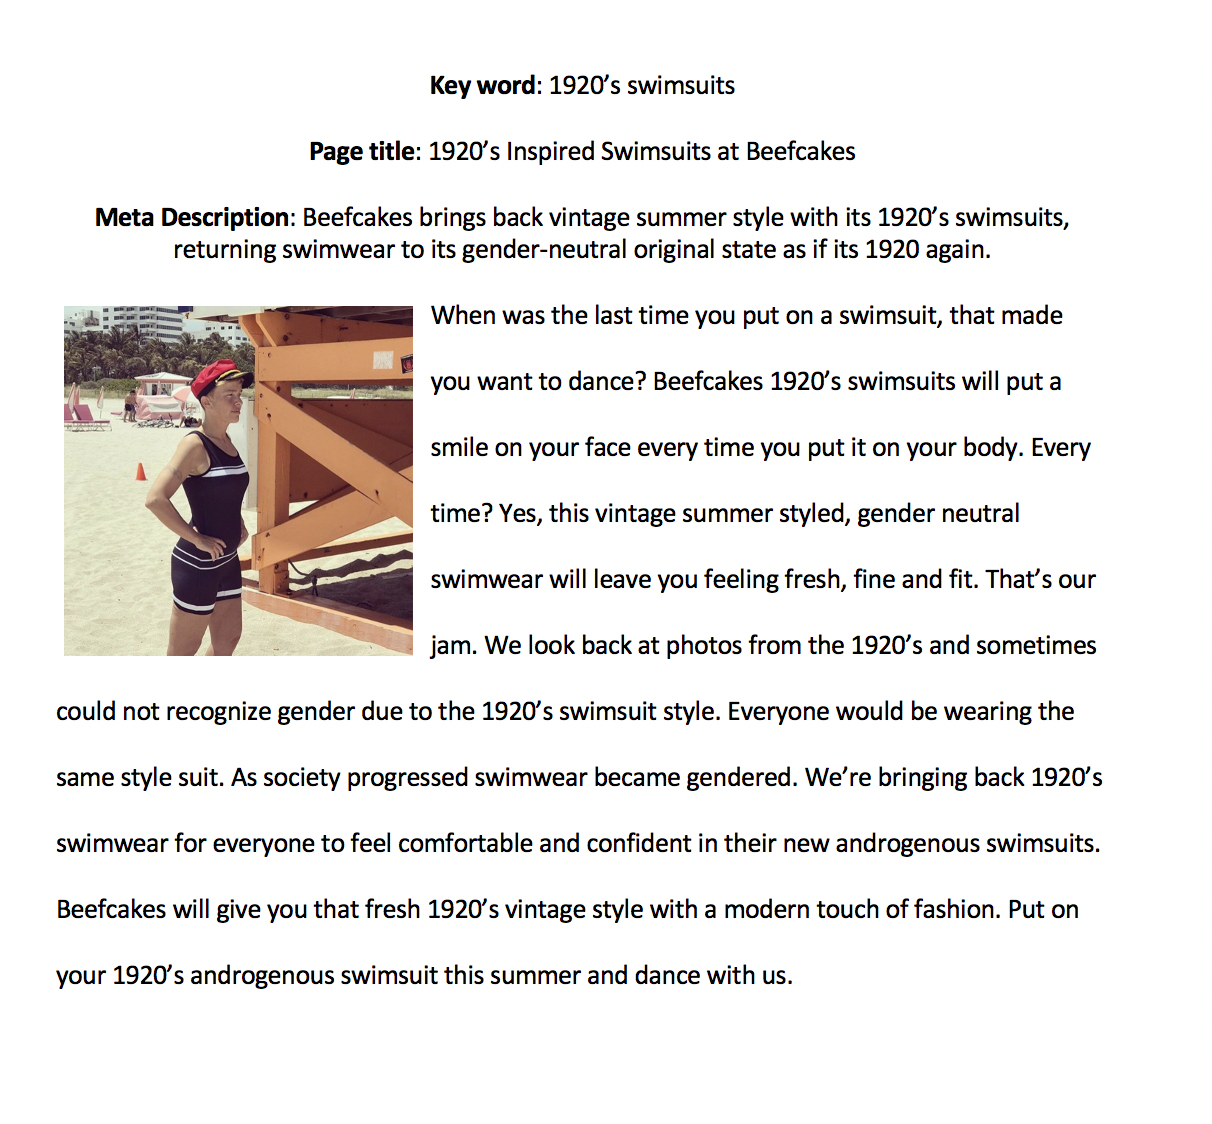 Key word: 1920’s swimsuits
Page title: 1920’s Inspired Swimsuits at Beefcakes
Meta Description: Beefcakes brings back vintage summer style with its 1920’s swimsuits,
returning swimwear to its gender-neutral original state as if its 1920 again.
When was the last time you put on a swimsuit, that made
you want to dance? Beefcakes 1920’s swimsuits will put a
smile on your face every time you put it on your body. Every
time? Yes, this vintage summer styled, gender neutral
swimwear will leave you feeling fresh, fine and fit. That’s our
jam. We look back at photos from the 1920’s and sometimes
could not recognize gender due to the 1920’s swimsuit style. Everyone would be wearing the
same style suit. As society progressed swimwear became gendered. We’re bringing back 1920’s
swimwear for everyone to feel comfortable and confident in their new androgenous swimsuits.
Beefcakes will give you that fresh 1920’s vintage style with a modern touch of fashion. Put on
your 1920’s androgenous swimsuit this summer and dance with us.